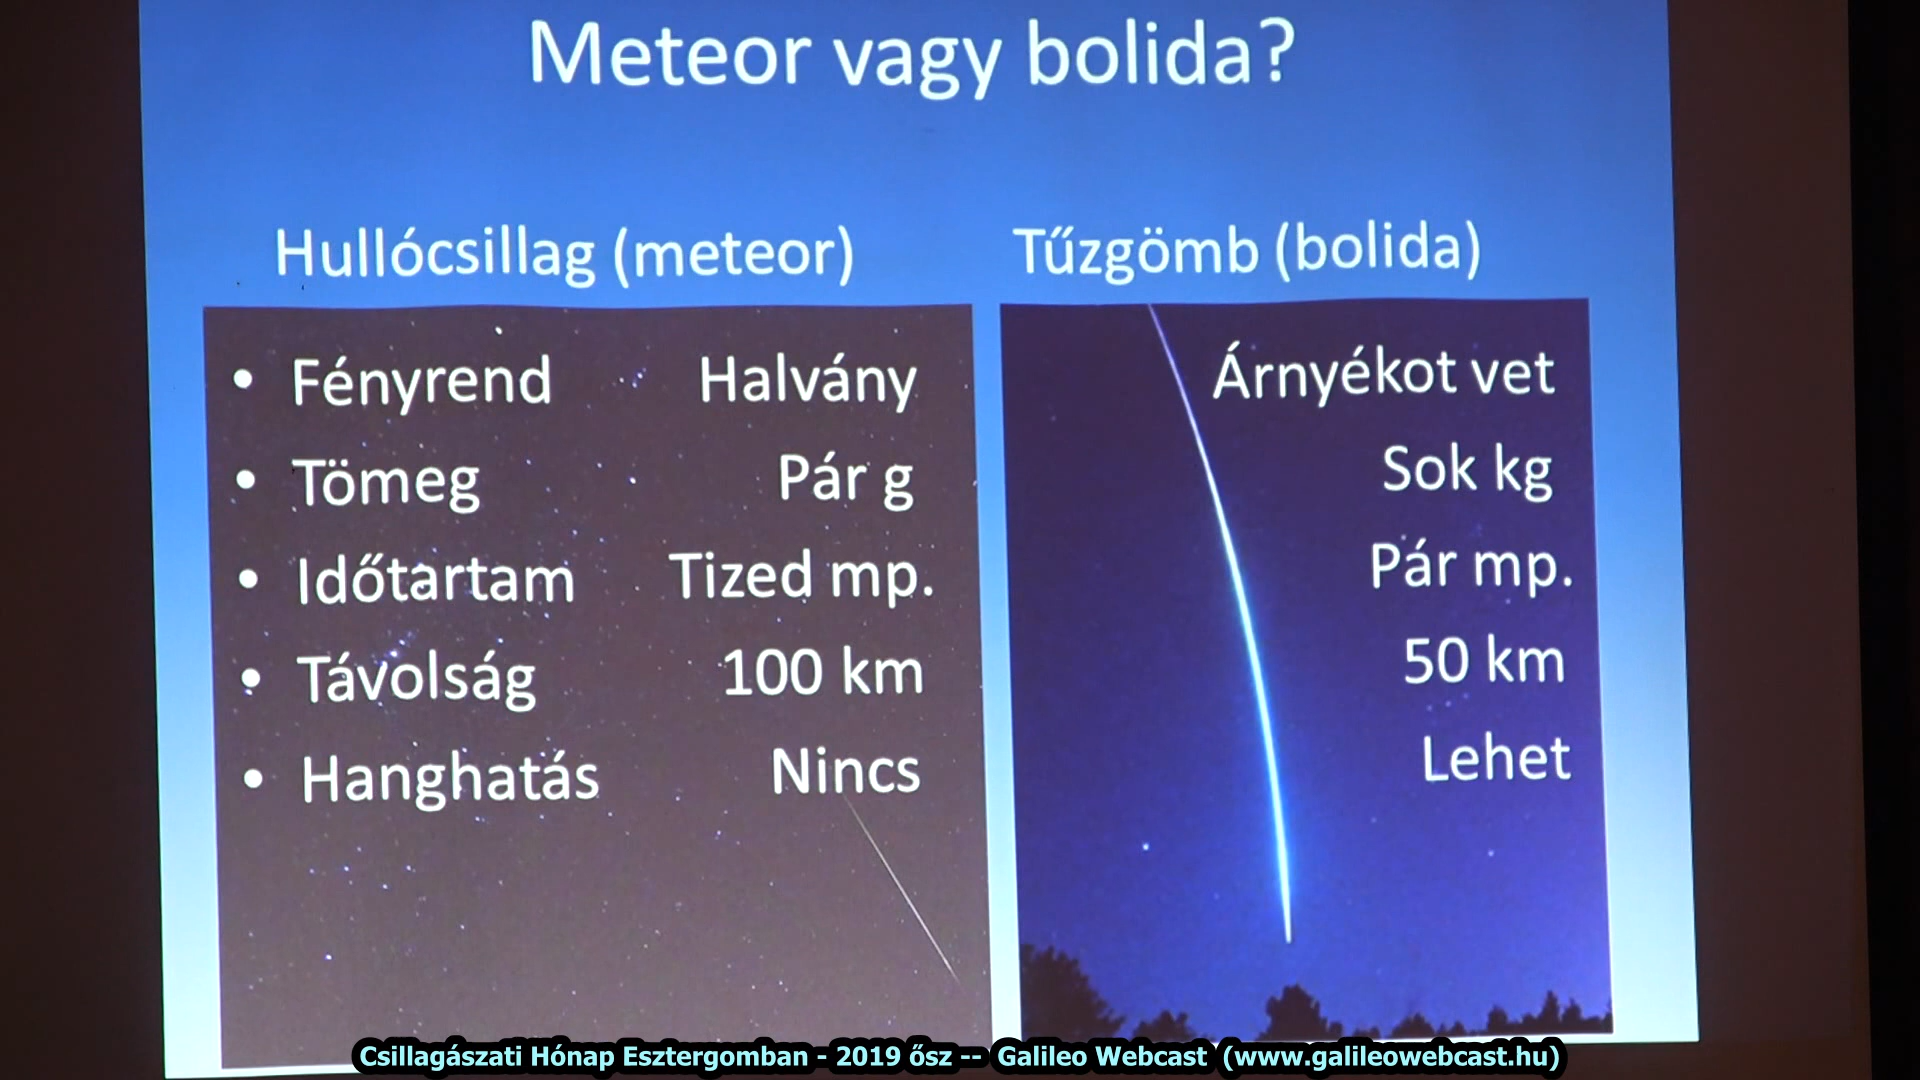 Meteor vagy bolida?
Hullócsillag (meteor)
Tűzgömb (bolida)
• Fényrend Halvány Árnyékot vet
• Tömeg Pár g Sok kg
• Időtartam Tized mp. Pár mp.
• Távolság 100 km 50 km
• Hanghatás Nincs Lehet
Csillagászati Hónap Esztergomban - 2019 ősz -- Galileo Webcast (www.galileowebcast.hu)